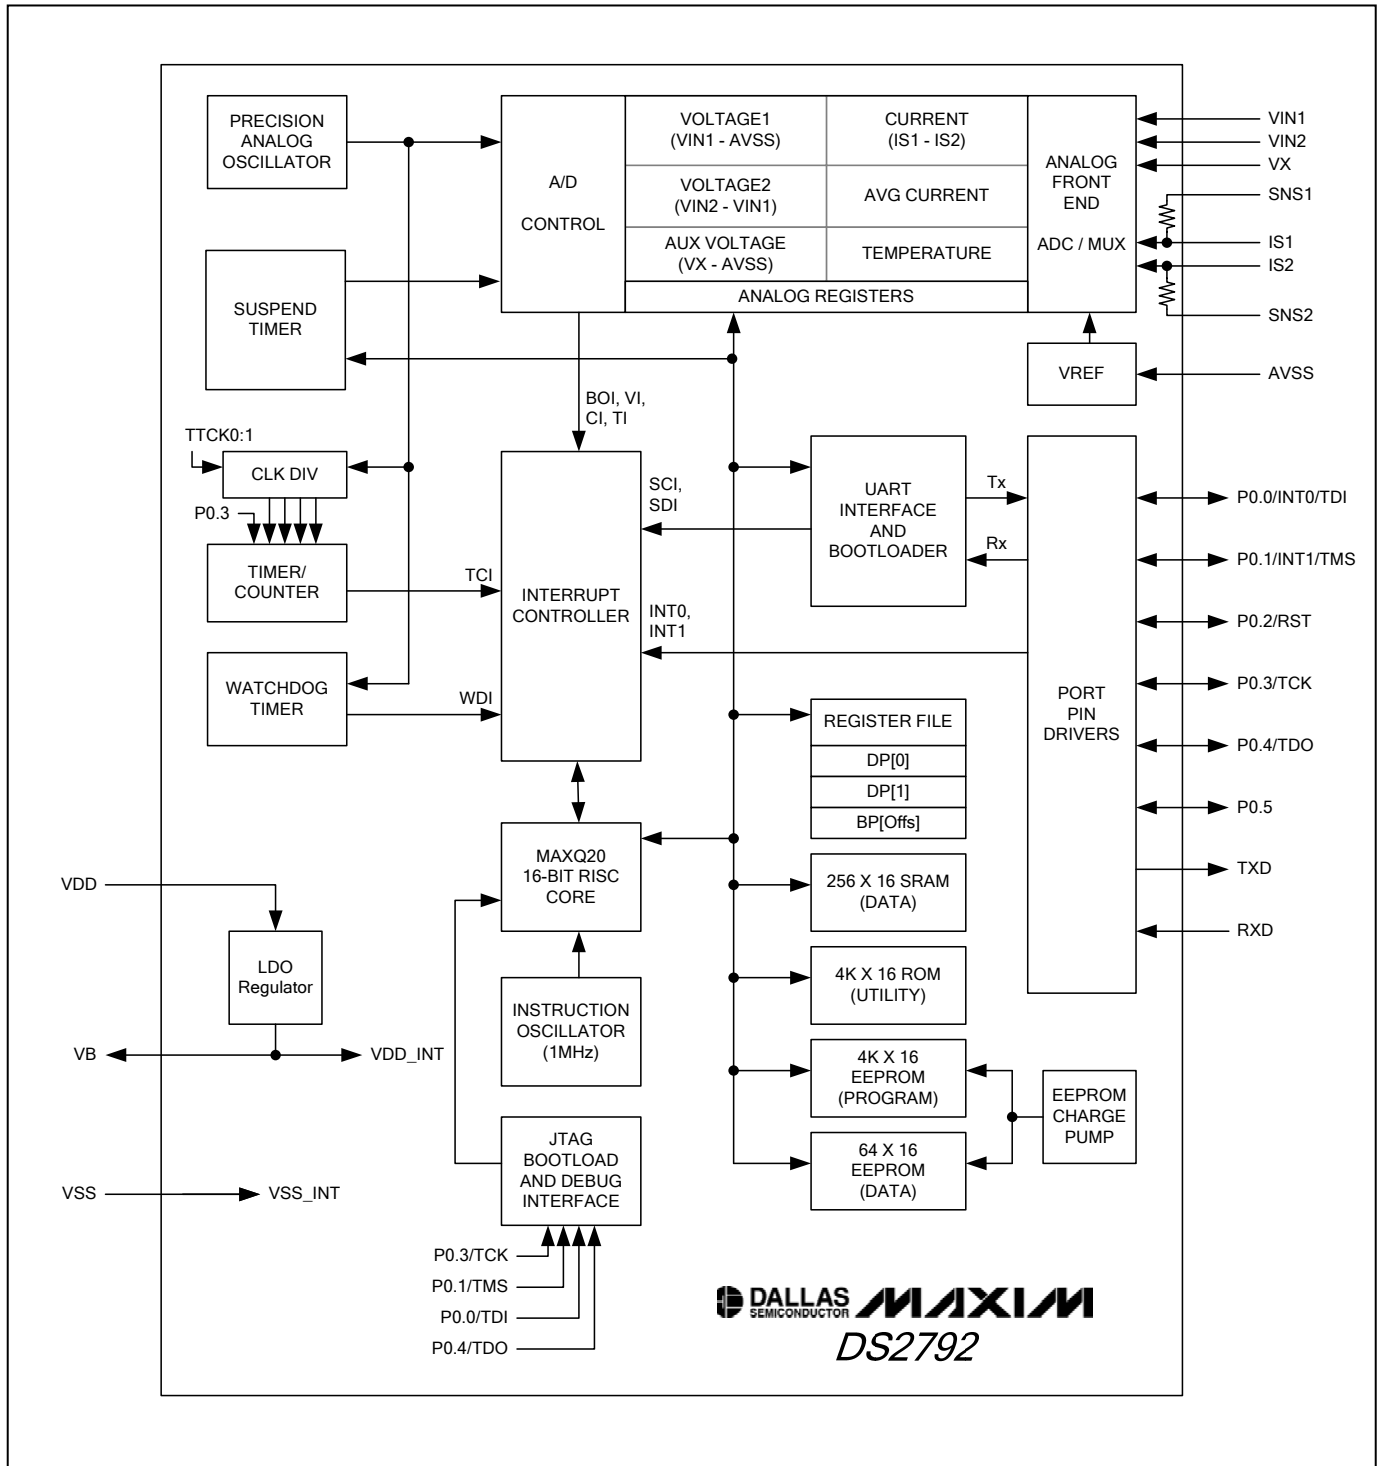 PRECISION
ANALOG
OSCILLATOR
A/D
CONTROL
VOLTAGE1
(VIN1 - AVSS)
CURRENT
(IS1 - IS2)
VOLTAGE2
(VIN2 - VIN1)
AVG CURRENT
AUX VOLTAGE
(VX - AVSS)
TEMPERATURE
ANALOG REGISTERS
ANALOG
FRONT
END
ADC / MUX
VIN1
VIN2
VX
SNS1
IS1
IS2
SNS2
SUSPEND
TIMER
VREF
AVSS
BOI, VI,
CI, TI
TTCK0:1
CLK DIV
P0.3
TIMER/
COUNTER
TCI
WATCHDOG
TIMER
WDI
INTERRUPT
CONTROLLER
SCI,
SDI
INT0,
INT1
UART
INTERFACE
AND
BOOTLOADER
Tx
Rx
PORT
PIN
DRIVERS
P0.0/INT0/TDI
P0.1/INT1/TMS
P0.2/RST
P0.3/TCK
P0.4/TDO
P0.5
TXD
RXD
REGISTER FILE
DP[0]
DP[1]
BP[Offs]
MAXQ20
16-BIT RISC
CORE
256 X 16 SRAM
(DATA)
VDD
LDO
Regulator
VB
VDD_INT
INSTRUCTION
OSCILLATOR
(1MHz)
4K X 16 ROM
(UTILITY)
4K X 16
EEPROM
(PROGRAM)
EEPROM
CHARGE
PUMP
64 X 16
EEPROM
(DATA)
JTAG
BOOTLOAD
AND DEBUG
INTERFACE
VSS
VSS_INT
P0.3/TCK
P0.1/TMS
P0.0/TDI
P0.4/TDO
DALLAS
SEMICONDUCTOR
MAXIM
DS2792